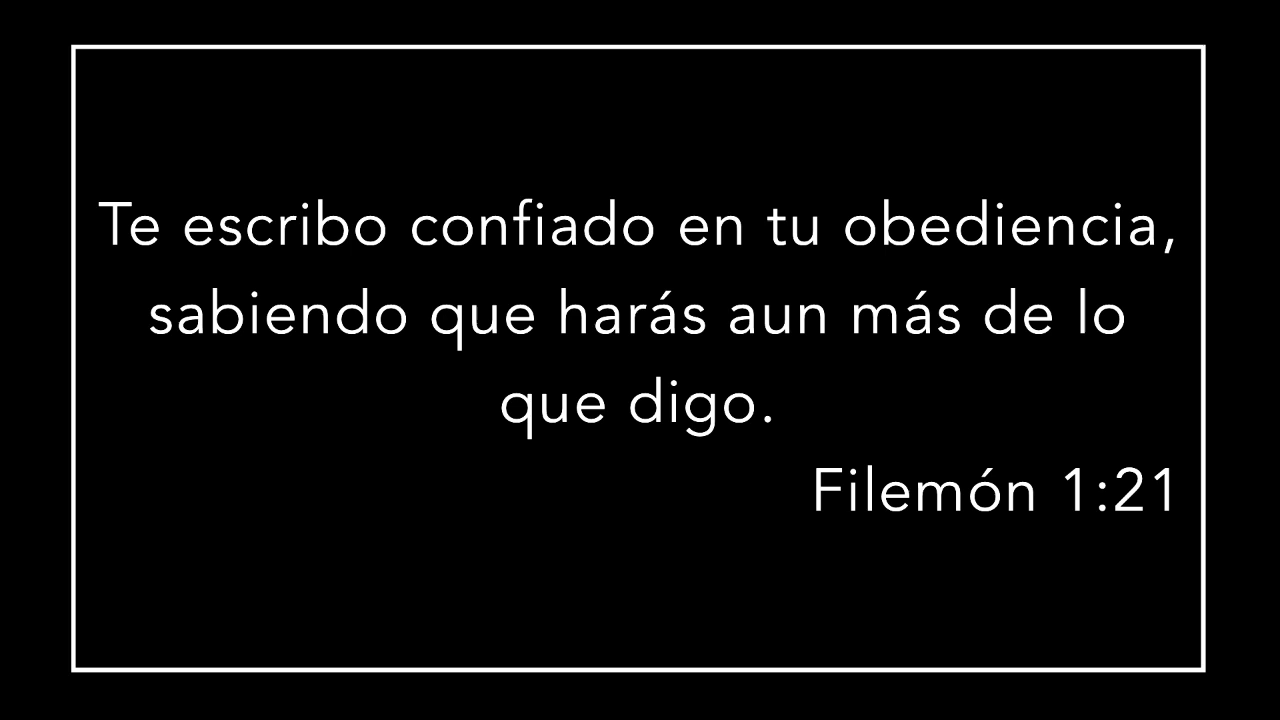 Te escribo confiado en tu obediencia,
sabiendo que harás aun más de lo
que digo.
Filemón 1:21